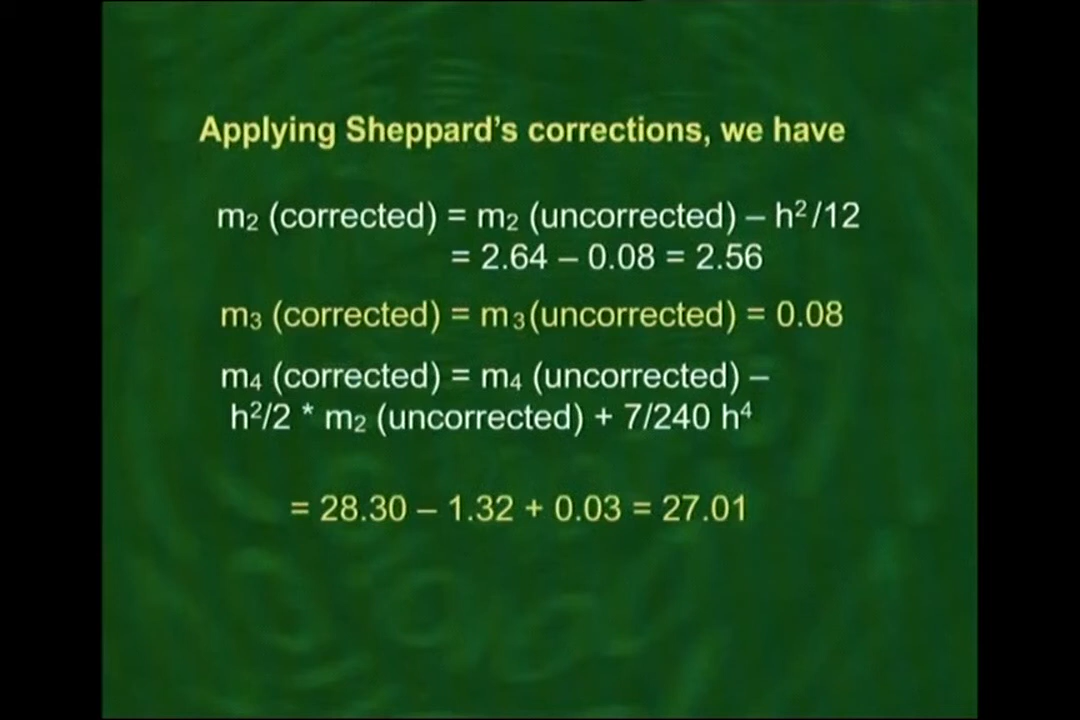 Applying Sheppard’s corrections, we have
m₂ (corrected) = m₂ (uncorrected) – h²/12
= 2.64 – 0.08 = 2.56
m₃ (corrected) = m₃(uncorrected) = 0.08
m₄ (corrected) = m₄ (uncorrected) –
h²/2 * m₂ (uncorrected) + 7/240 h⁴
= 28.30 – 1.32 + 0.03 = 27.01